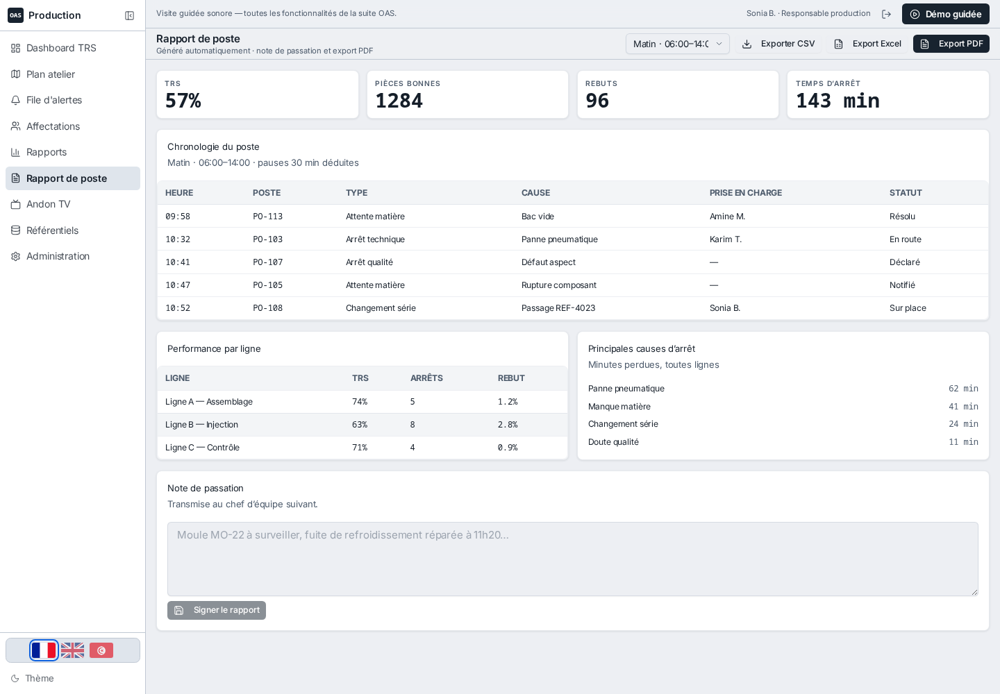 OAS Production
Visite guidée sonore — toutes les fonctionnalités de la suite OAS.
Sonia B. · Responsable production
Démo guidée
Dashboard TRS
Plan atelier
File d'alertes
Affectations
Rapports
Rapport de poste
Andon TV
Référentiels
Administration
Thème
Rapport de poste
Généré automatiquement · note de passation et export PDF
Matin · 06:00–14:0
Exporter CSV
Export Excel
Export PDF
TRS
57%
PIÈCES BONNES
1284
REBUTS
96
TEMPS D’ARRÊT
143 min
Chronologie du poste
Matin · 06:00–14:00 · pauses 30 min déduites
HEURE POSTE TYPE CAUSE PRISE EN CHARGE STATUT
09:58 PO-113 Attente matière Bac vide Amine M. Résolu
10:32 PO-103 Arrêt technique Panne pneumatique Karim T. En route
10:41 PO-107 Arrêt qualité Défaut aspect — Déclaré
10:47 PO-105 Attente matière Rupture composant — Notifié
10:52 PO-108 Changement série Passage REF-4023 Sonia B. Sur place
Performance par ligne
LIGNE TRS ARRÊTS REBUT
Ligne A — Assemblage 74% 5 1.2%
Ligne B — Injection 63% 8 2.8%
Ligne C — Contrôle 71% 4 0.9%
Principales causes d’arrêt
Minutes perdues, toutes lignes
Panne pneumatique 62 min
Manque matière 41 min
Changement série 24 min
Doute qualité 11 min
Note de passation
Transmise au chef d’équipe suivant.
Moule MO-22 à surveiller, fuite de refroidissement réparée à 11h20…
Signer le rapport